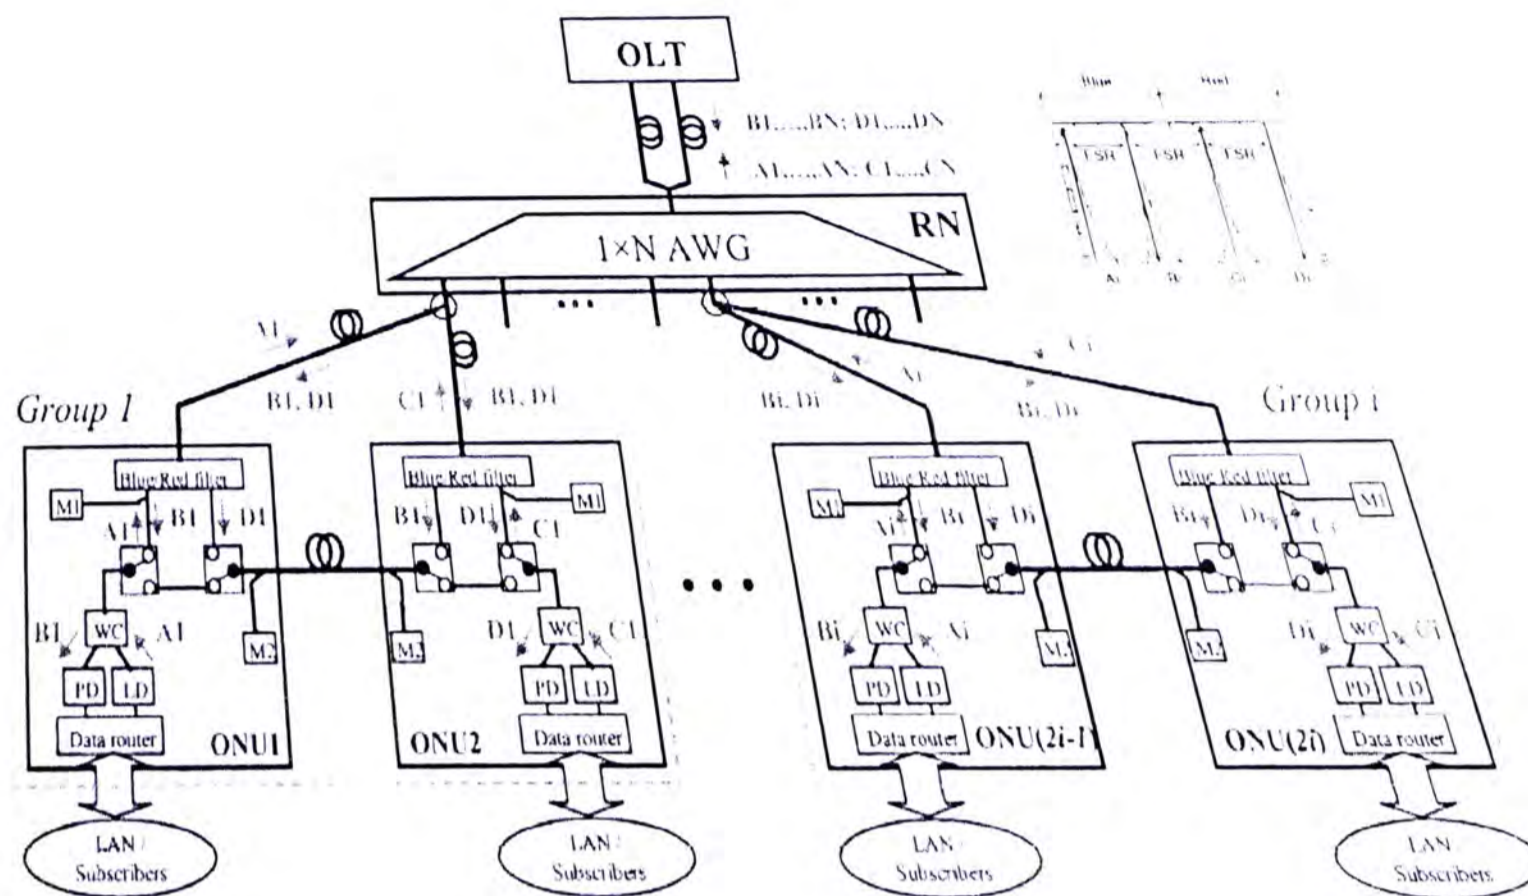 OLT
Blue Red
B1.....BN; D1.....DN
FSR FSR FSR
A1.....AN; C1.....CN
RN
1×N AWG
Ai Bi Ci Di
A1
B1, D1
C1
B1, D1
Ai
Bi, Di
Ci
Bi, Di
Group 1
Group i
Blue/Red filter
Blue/Red filter
Blue/Red filter
Blue/Red filter
M1
A1
B1
D1
B1
D1
C1
M1
Ai
Bi
Di
Bi
Di
M1
B1
WC
A1
M2
M2
D1
WC
C1
Bi
WC
Ai
M2
Di
WC
Ci
PD
LD
PD
LD
PD
LD
PD
LD
Data router
ONU1
ONU2
Data router
Data router
ONU(2i-1)
ONU(2i)
Data router
LAN /
Subscribers
LAN /
Subscribers
LAN
Subscribers
LAN
Subscribers